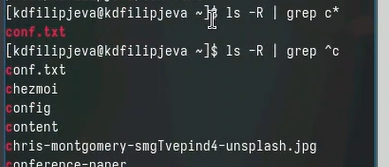 [kdfilipjeva@kdfilipjeva ~]$ ls -R | grep c*
conf.txt
[kdfilipjeva@kdfilipjeva ~]$ ls -R | grep ^c
conf.txt
chezmoi
config
content
chris-montgomery-smgTvepind4-unsplash.jpg
conference-paper